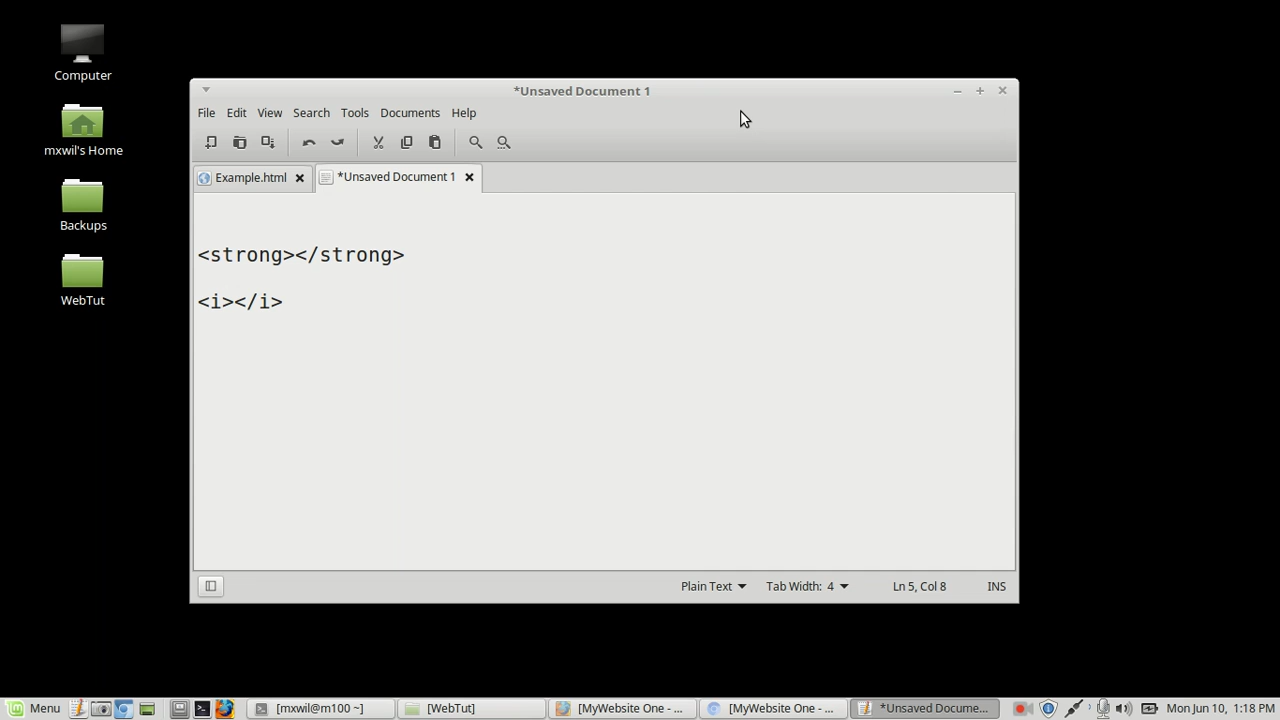 Computer
mxwil's Home
Backups
WebTut
*Unsaved Document 1
File Edit View Search Tools Documents Help
Example.html *Unsaved Document 1
<strong></strong>
<i></i>
Plain Text Tab Width: 4 Ln 5, Col 8 INS
Menu [mxwil@m100 ~] [WebTut] [MyWebsite One - ... [MyWebsite One - ... *Unsaved Docume... Mon Jun 10, 1:18 PM